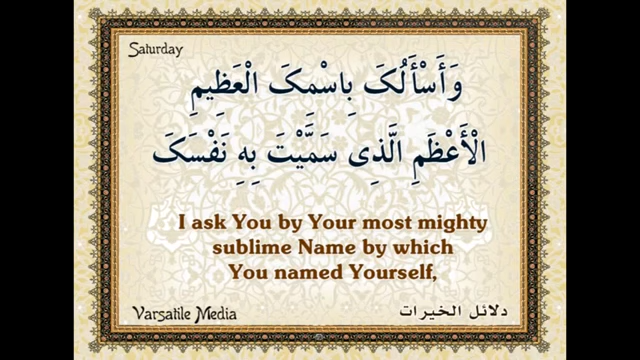 Saturday
وَأَسْأَلُكَ بِاسْمِكَ الْعَظِيمِ
الْأَعْظَمِ الَّذِى سَمَّيْتَ بِهِ نَفْسَكَ
I ask You by Your most mighty
sublime Name by which
You named Yourself,
Varsatile Media
دلائل الخيرات